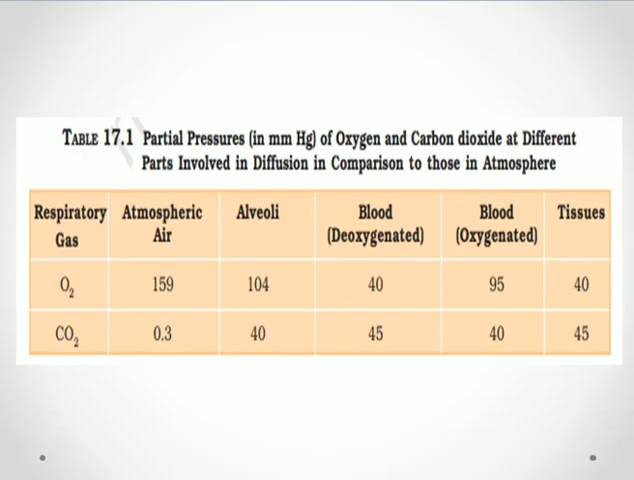 TABLE 17.1 Partial Pressures (in mm Hg) of Oxygen and Carbon dioxide at Different
Parts Involved in Diffusion in Comparison to those in Atmosphere
Respiratory Gas Atmospheric Air Alveoli Blood (Deoxygenated) Blood (Oxygenated) Tissues
O₂ 159 104 40 95 40
CO₂ 0.3 40 45 40 45